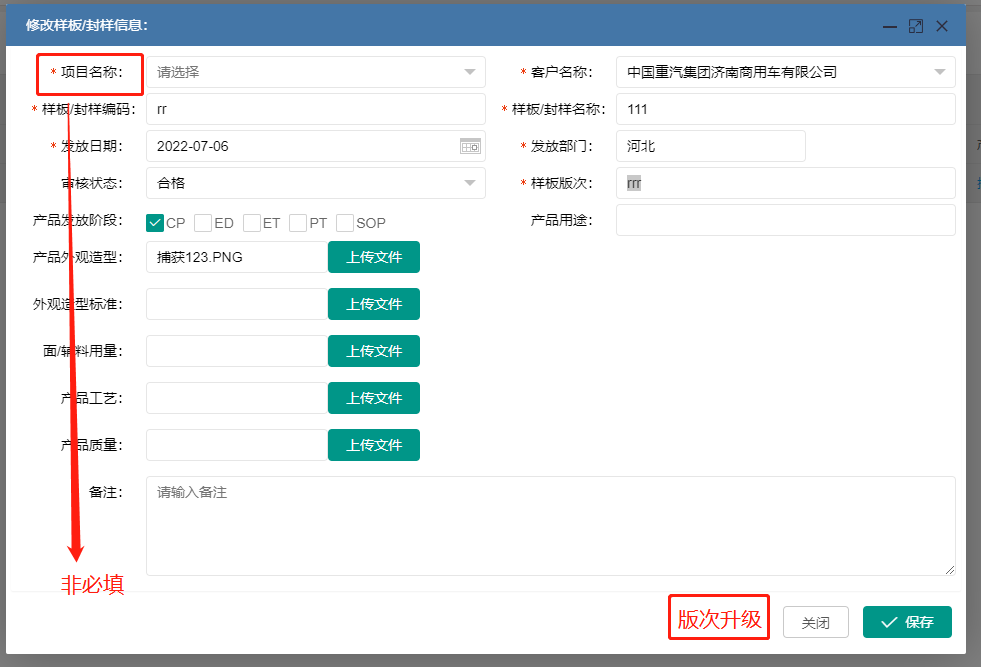 修改样板/封样信息:
* 项目名称: 请选择 * 客户名称: 中国重汽集团济南商用车有限公司
* 样板/封样编码: rr * 样板/封样名称: 111
* 发放日期: 2022-07-06 * 发放部门: 河北
审核状态: 合格 * 样板版次: rrr
产品发放阶段: CP ED ET PT SOP 产品用途:
产品外观造型: 捕获123.PNG 上传文件
外观造型标准: 上传文件
面/辅料用量: 上传文件
产品工艺: 上传文件
产品质量: 上传文件
备注: 请输入备注
非必填
版次升级 关闭 保存